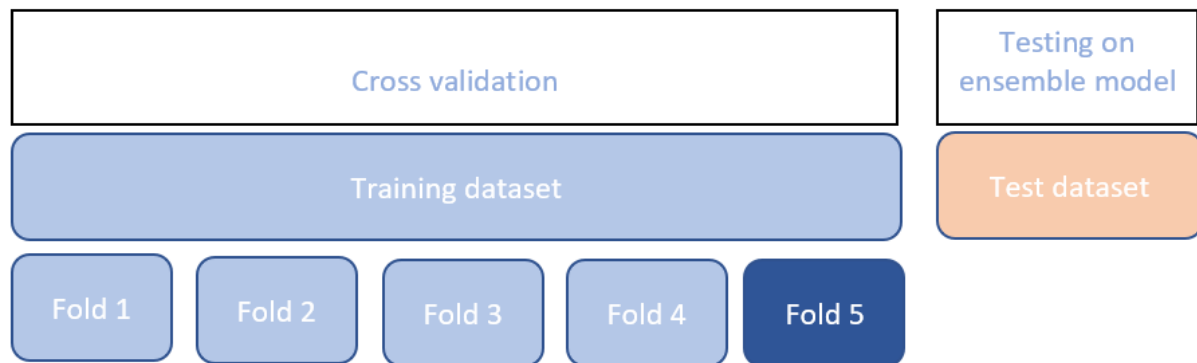 Cross validation
Testing on
ensemble model
Training dataset
Test dataset
Fold 1
Fold 2
Fold 3
Fold 4
Fold 5